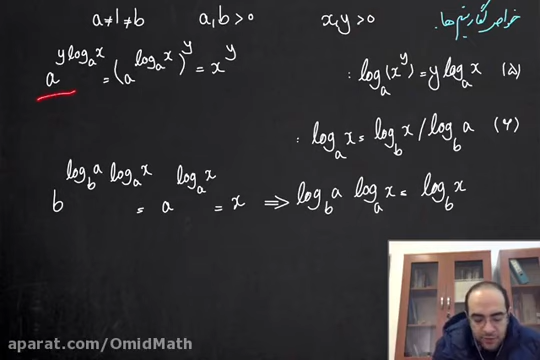 خواص لگاریتم ها:
a ≠ 1 ≠ b    a, b > 0    x, y > 0
۵) log_a(x^y) = y log_a x :
a^{y log_a x} = (a^{log_a x})^y = x^y
۶) log_a x = log_b x / log_b a :
b^{log_b a log_a x} = a^{log_a x} = x ⟹ log_b a log_a x = log_b x
aparat.com/OmidMath